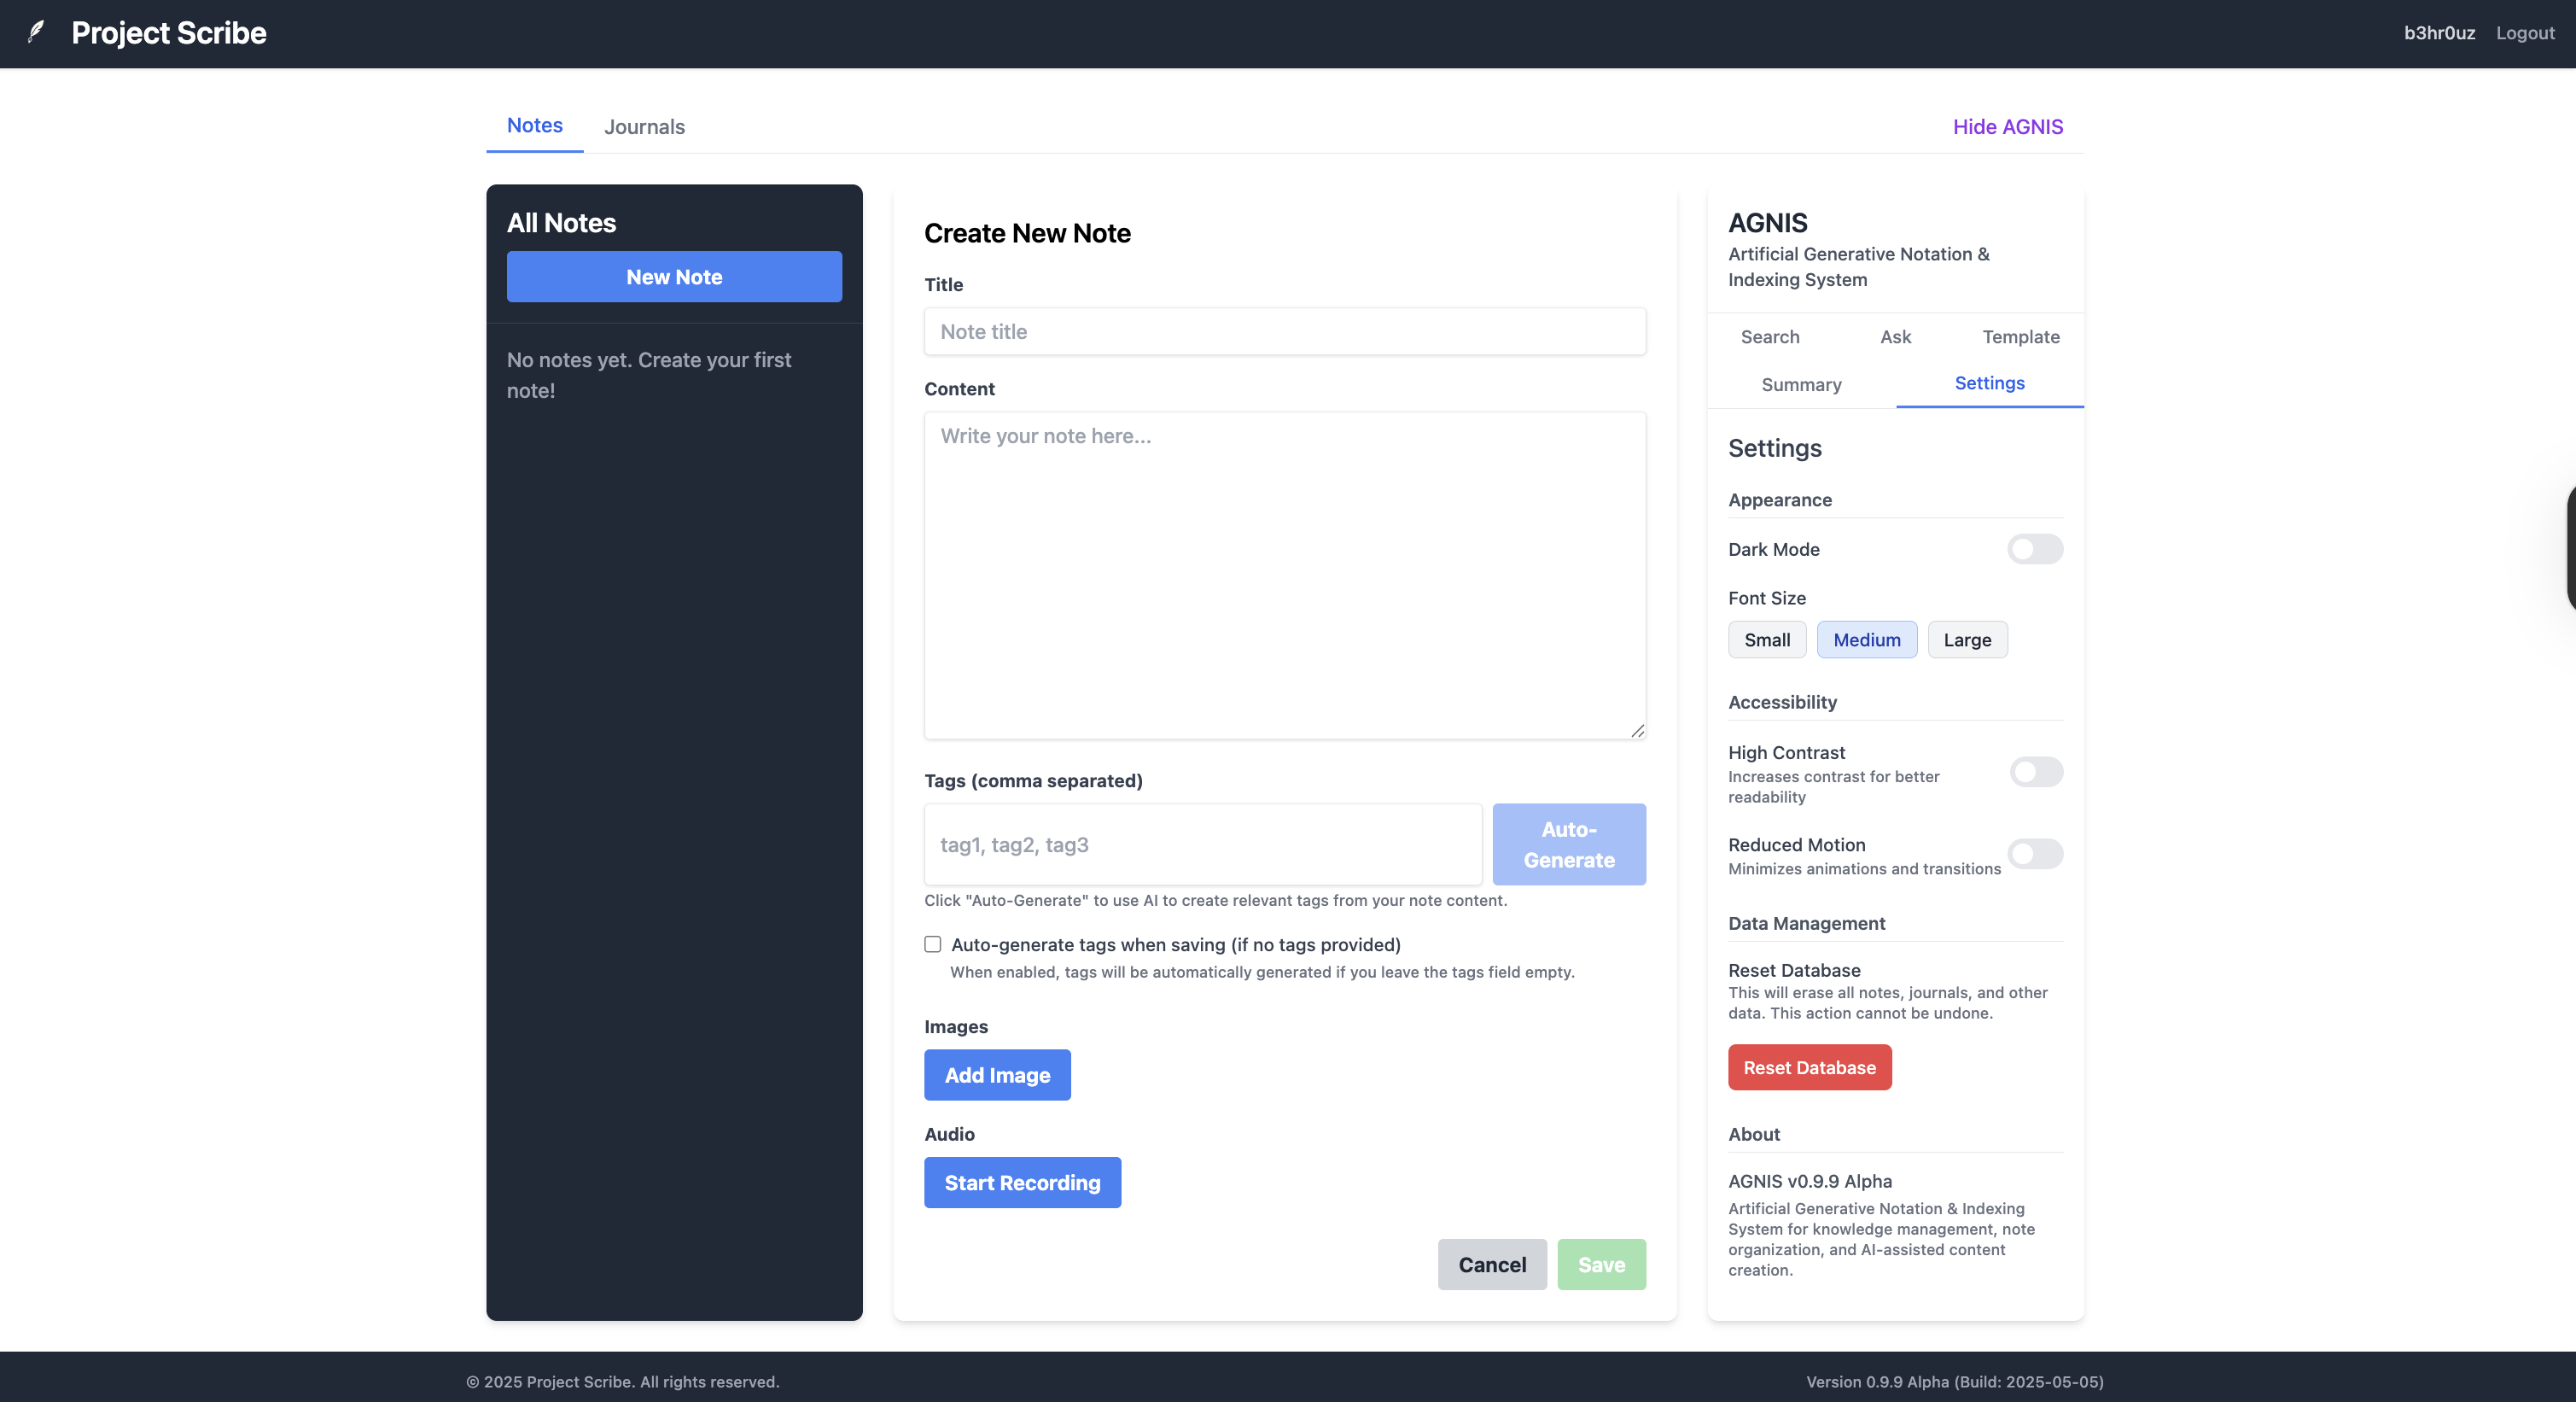 Project Scribe
b3hr0uz
Logout
Notes
Journals
Hide AGNIS
All Notes
New Note
No notes yet. Create your first
note!
Create New Note
Title
Note title
Content
Write your note here...
Tags (comma separated)
tag1, tag2, tag3
Auto-
Generate
Click "Auto-Generate" to use AI to create relevant tags from your note content.
Auto-generate tags when saving (if no tags provided)
When enabled, tags will be automatically generated if you leave the tags field empty.
Images
Add Image
Audio
Start Recording
Cancel
Save
AGNIS
Artificial Generative Notation &
Indexing System
Search
Ask
Template
Summary
Settings
Settings
Appearance
Dark Mode
Font Size
Small
Medium
Large
Accessibility
High Contrast
Increases contrast for better
readability
Reduced Motion
Minimizes animations and transitions
Data Management
Reset Database
This will erase all notes, journals, and other
data. This action cannot be undone.
Reset Database
About
AGNIS v0.9.9 Alpha
Artificial Generative Notation & Indexing
System for knowledge management, note
organization, and AI-assisted content
creation.
© 2025 Project Scribe. All rights reserved.
Version 0.9.9 Alpha (Build: 2025-05-05)